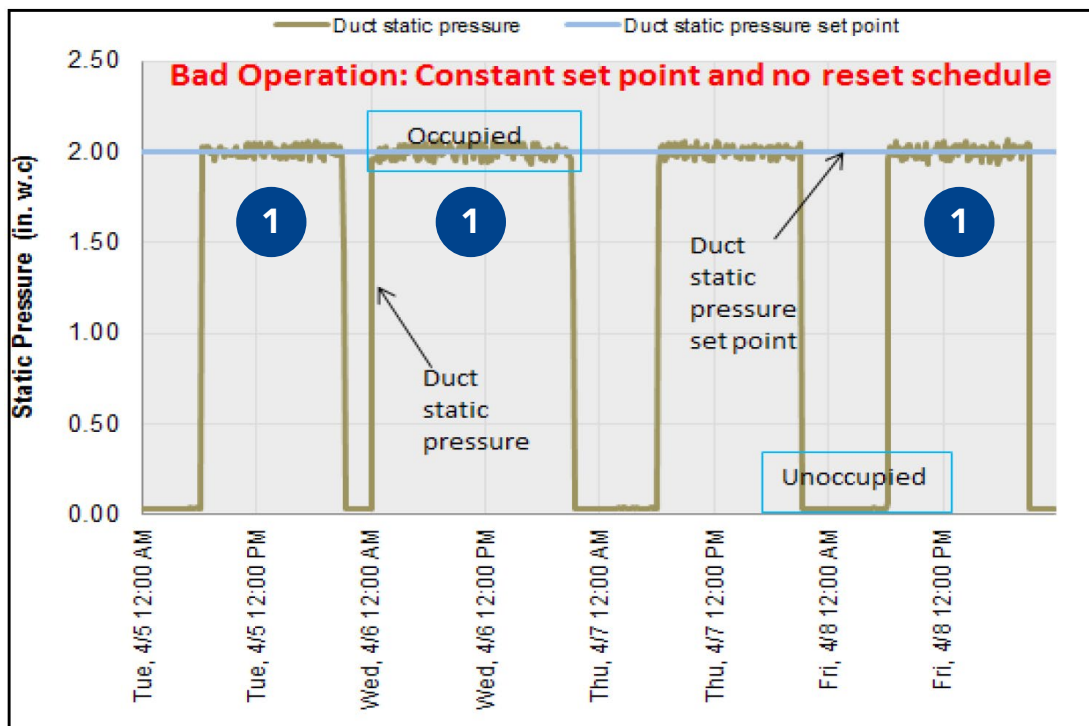 Duct static pressure
Duct static pressure set point
Bad Operation: Constant set point and no reset schedule
Static Pressure (in. w.c)
2.50
2.00
1.50
1.00
0.50
0.00
Occupied
1
1
1
Duct
static
pressure
set point
Duct
static
pressure
Unoccupied
Tue, 4/5 12:00 AM
Tue, 4/5 12:00 PM
Wed, 4/6 12:00 AM
Wed, 4/6 12:00 PM
Thu, 4/7 12:00 AM
Thu, 4/7 12:00 PM
Fri, 4/8 12:00 AM
Fri, 4/8 12:00 PM